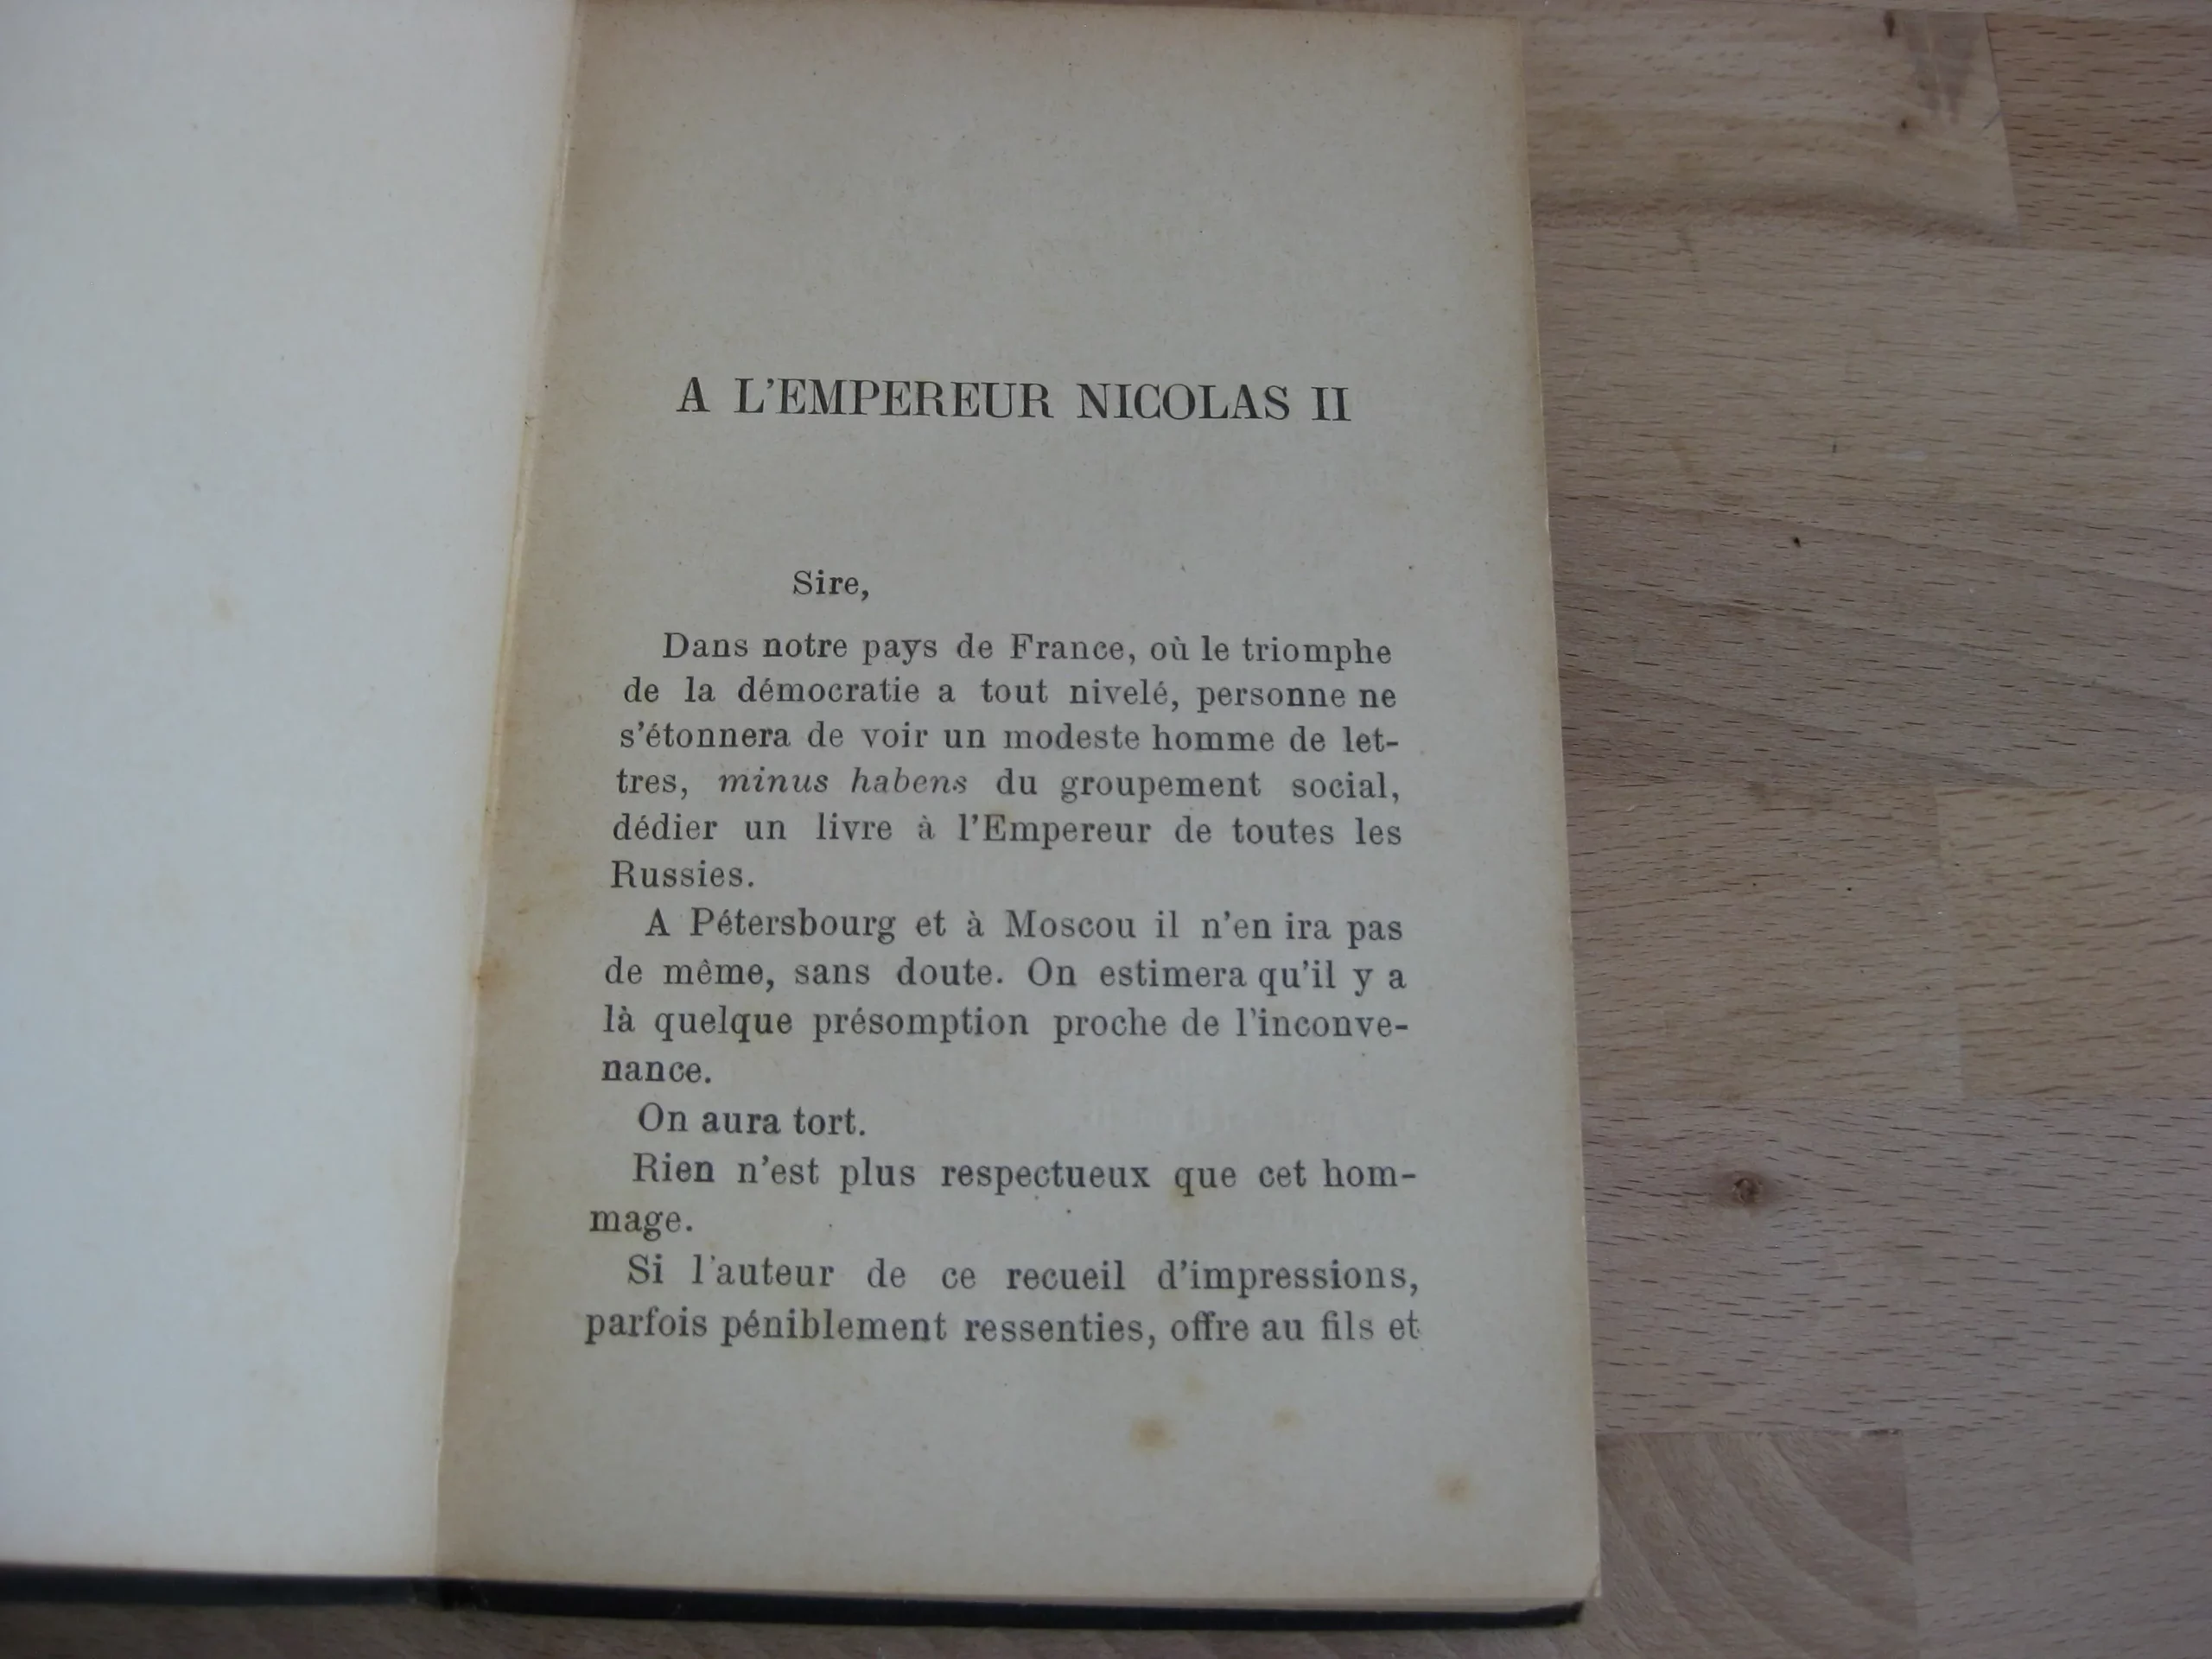 A L'EMPEREUR NICOLAS II
Sire,
Dans notre pays de France, où le triomphe
de la démocratie a tout nivelé, personne ne
s'étonnera de voir un modeste homme de let-
tres, minus habens du groupement social,
dédier un livre à l'Empereur de toutes les
Russies.
A Pétersbourg et à Moscou il n'en ira pas
de même, sans doute. On estimera qu'il y a
là quelque présomption proche de l'inconve-
nance.
On aura tort.
Rien n'est plus respectueux que cet hom-
mage.
Si l'auteur de ce recueil d'impressions,
parfois péniblement ressenties, offre au fils et